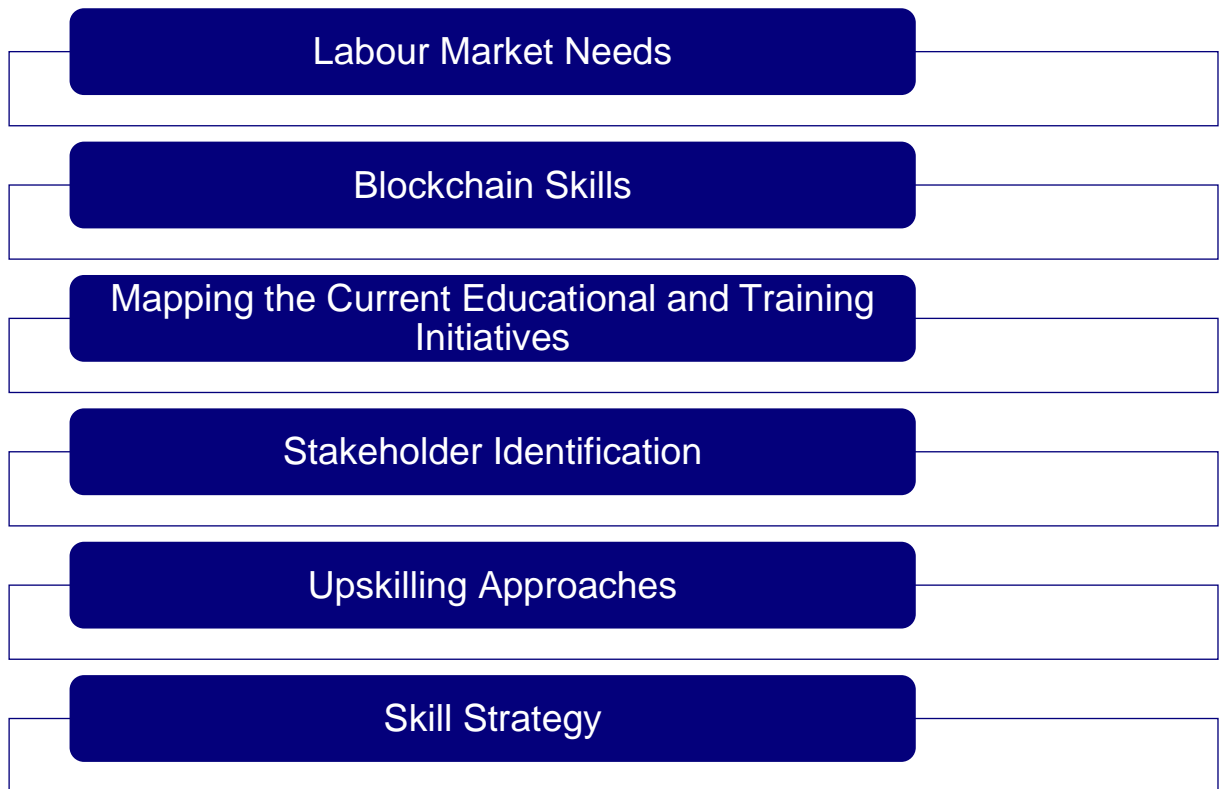 Labour Market Needs
Blockchain Skills
Mapping the Current Educational and Training
Initiatives
Stakeholder Identification
Upskilling Approaches
Skill Strategy